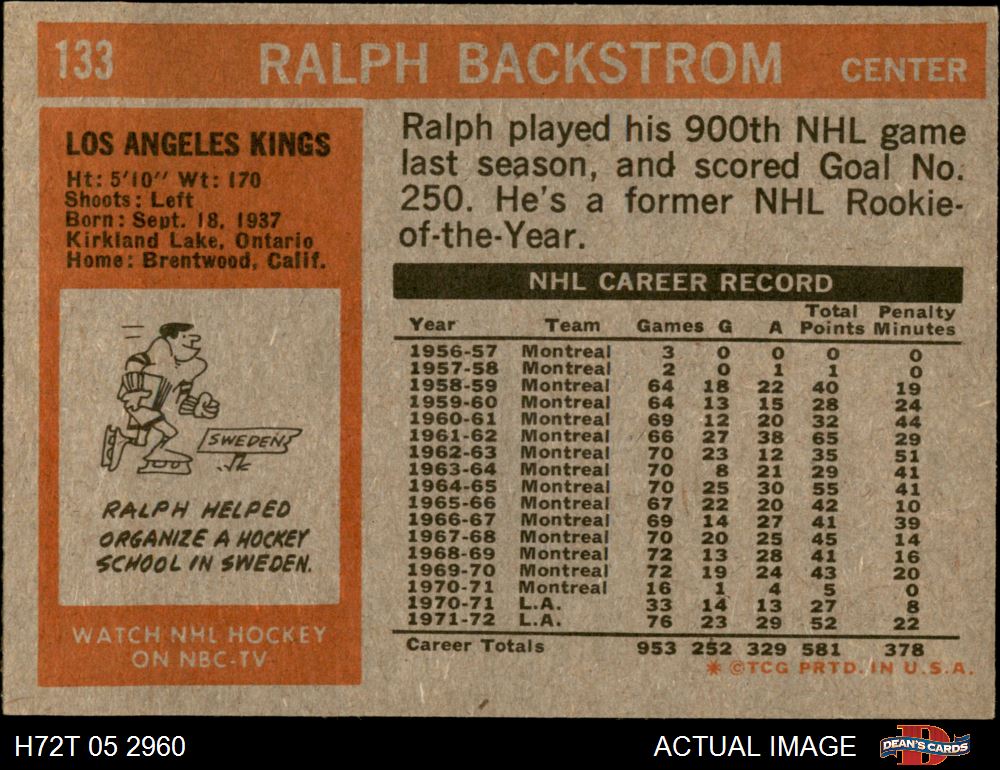 133 RALPH BACKSTROM CENTER
LOS ANGELES KINGS
Ht: 5'10" Wt: 170
Shoots: Left
Born: Sept. 18, 1937
Kirkland Lake, Ontario
Home: Brentwood, Calif.
SWEDEN
RALPH HELPED
ORGANIZE A HOCKEY
SCHOOL IN SWEDEN.
WATCH NHL HOCKEY
ON NBC-TV
Ralph played his 900th NHL game
last season, and scored Goal No.
250. He's a former NHL Rookie-
of-the-Year.
NHL CAREER RECORD
Year Team Games G A Total Points Penalty Minutes
1956-57 Montreal 3 0 0 0 0
1957-58 Montreal 2 0 1 1 0
1958-59 Montreal 64 18 22 40 19
1959-60 Montreal 64 13 15 28 24
1960-61 Montreal 69 12 20 32 44
1961-62 Montreal 66 27 38 65 29
1962-63 Montreal 70 23 12 35 51
1963-64 Montreal 70 8 21 29 41
1964-65 Montreal 70 25 30 55 41
1965-66 Montreal 67 22 20 42 10
1966-67 Montreal 69 14 27 41 39
1967-68 Montreal 70 20 25 45 14
1968-69 Montreal 72 13 28 41 16
1969-70 Montreal 72 19 24 43 20
1970-71 Montreal 16 1 4 5 0
1970-71 L.A. 33 14 13 27 8
1971-72 L.A. 76 23 29 52 22
Career Totals 953 252 329 581 378
* ©TCG PRTD. IN U.S.A.
H72T 05 2960 ACTUAL IMAGE DEAN'S CARDS